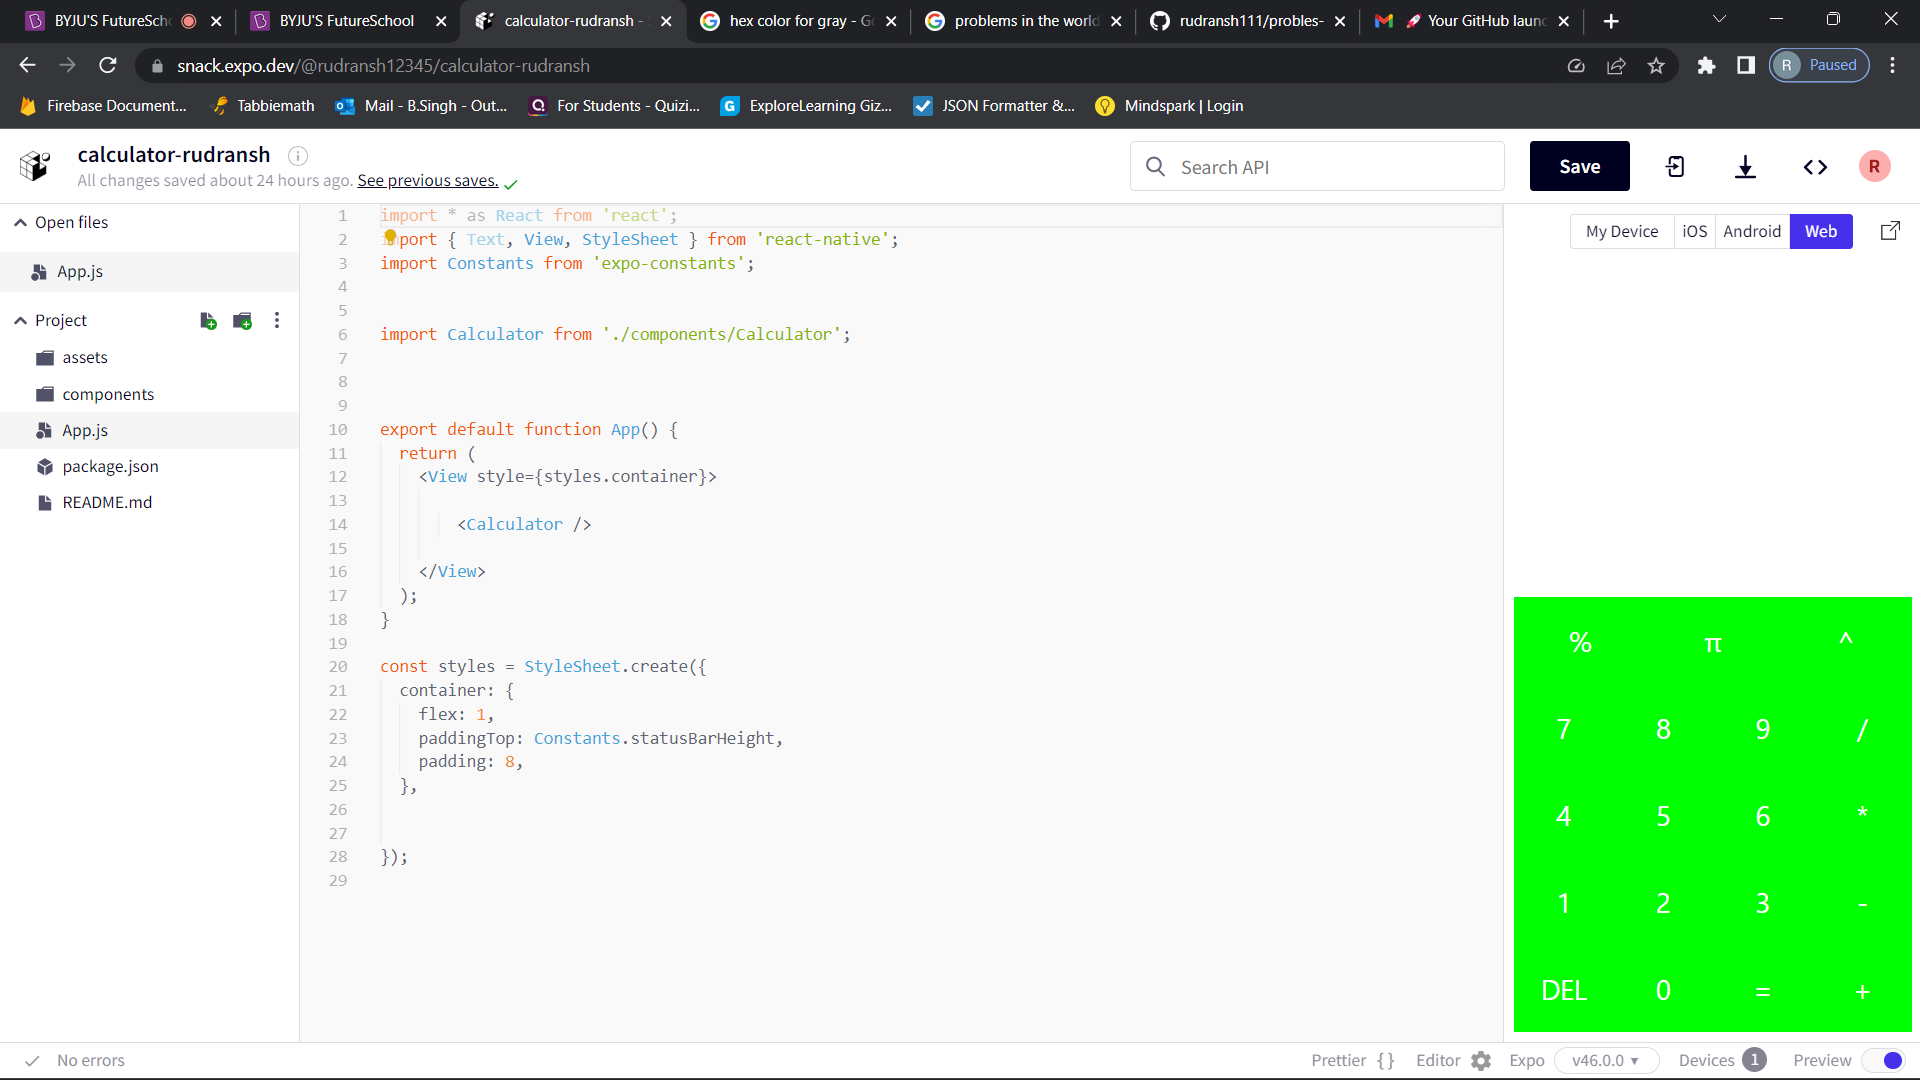 BYJU'S FutureSch
BYJU'S FutureSchool
calculator-rudransh -
hex color for gray - G
problems in the world
rudransh111/probles-
🚀 Your GitHub laun
snack.expo.dev/@rudransh12345/calculator-rudransh
R Paused
Firebase Document...
Tabbiemath
Mail - B.Singh - Out...
For Students - Quizi...
ExploreLearning Giz...
JSON Formatter &...
Mindspark | Login
calculator-rudransh
All changes saved about 24 hours ago. See previous saves.
Search API
Save
R
Open files
App.js
Project
assets
components
App.js
package.json
README.md
1 import * as React from 'react';
2 import { Text, View, StyleSheet } from 'react-native';
3 import Constants from 'expo-constants';
4
5
6 import Calculator from './components/Calculator';
7
8
9
10 export default function App() {
11 return (
12 <View style={styles.container}>
13
14 <Calculator />
15
16 </View>
17 );
18 }
19
20 const styles = StyleSheet.create({
21 container: {
22 flex: 1,
23 paddingTop: Constants.statusBarHeight,
24 padding: 8,
25 },
26
27
28 });
29
My Device iOS Android Web
% π ^
7 8 9 /
4 5 6 *
1 2 3 -
DEL 0 = +
No errors
Prettier {} Editor Expo v46.0.0 ▾ Devices 1 Preview